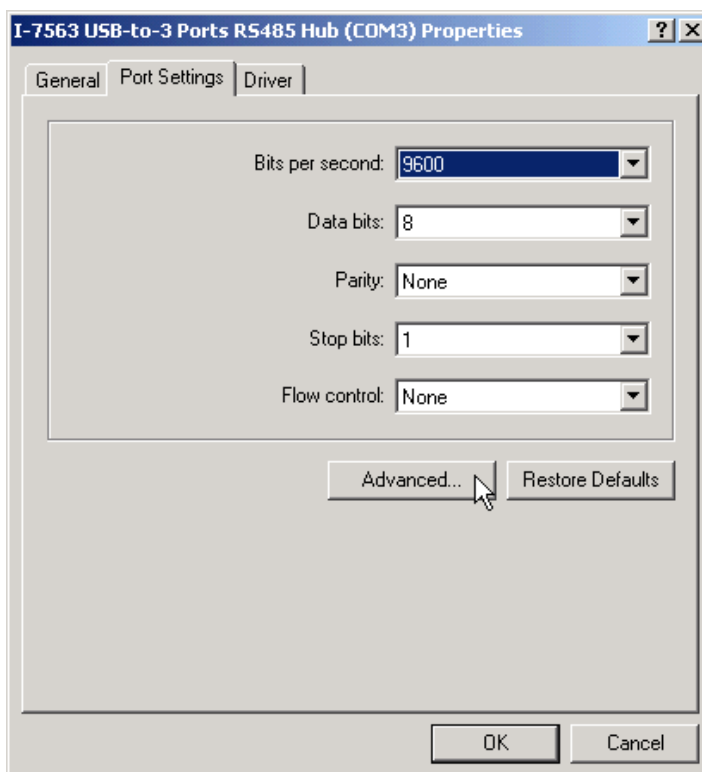 I-7563 USB-to-3 Ports RS485 Hub (COM3) Properties ? X
General Port Settings Driver
Bits per second: 9600
Data bits: 8
Parity: None
Stop bits: 1
Flow control: None
Advanced... Restore Defaults
OK Cancel